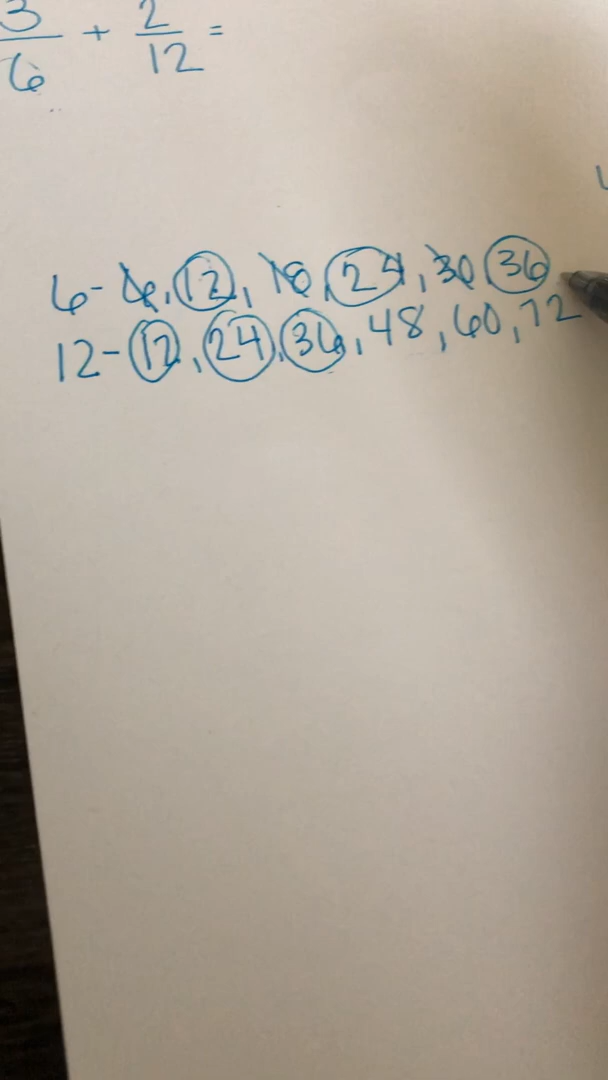 3/6 + 2/12 =
6- 6, 12, 18, 24, 30 36
12- 12, 24, 36, 48, 60, 72